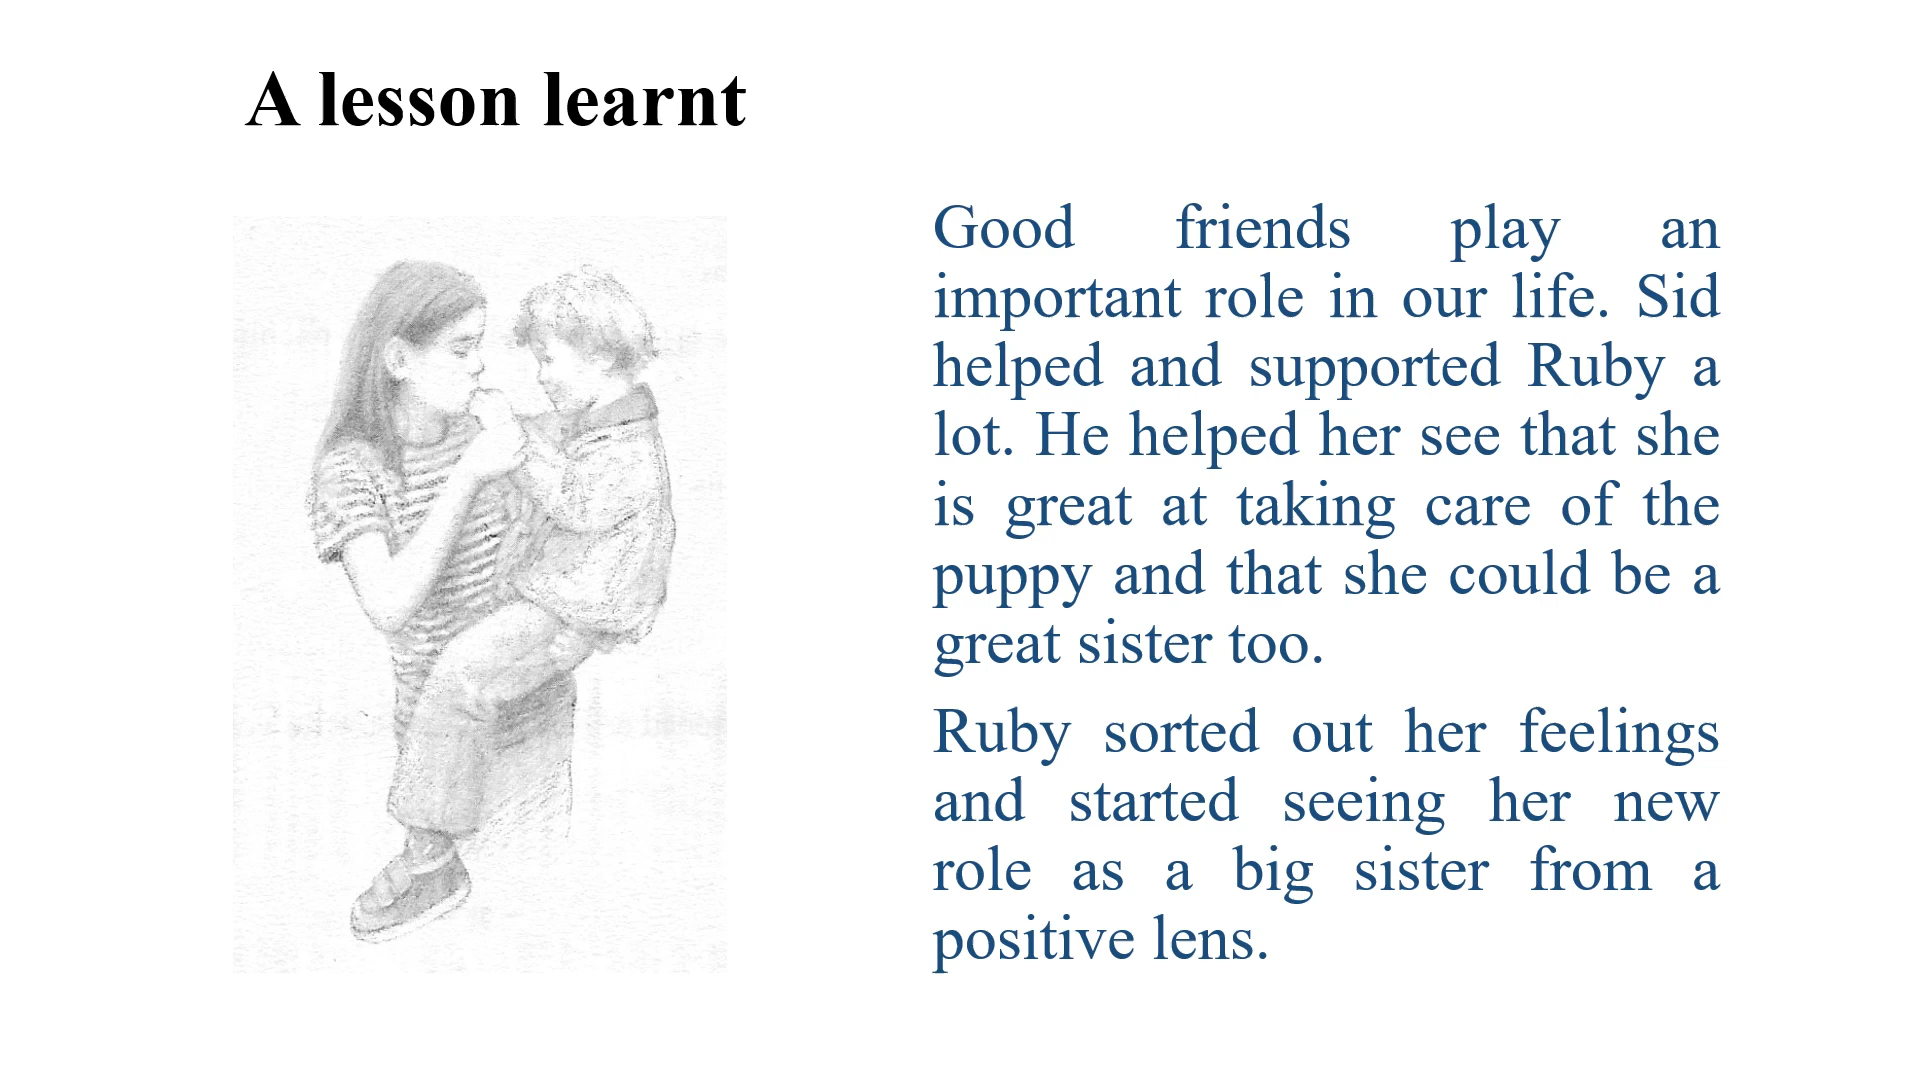 A lesson learnt
Good friends play an
important role in our life. Sid
helped and supported Ruby a
lot. He helped her see that she
is great at taking care of the
puppy and that she could be a
great sister too.
Ruby sorted out her feelings
and started seeing her new
role as a big sister from a
positive lens.